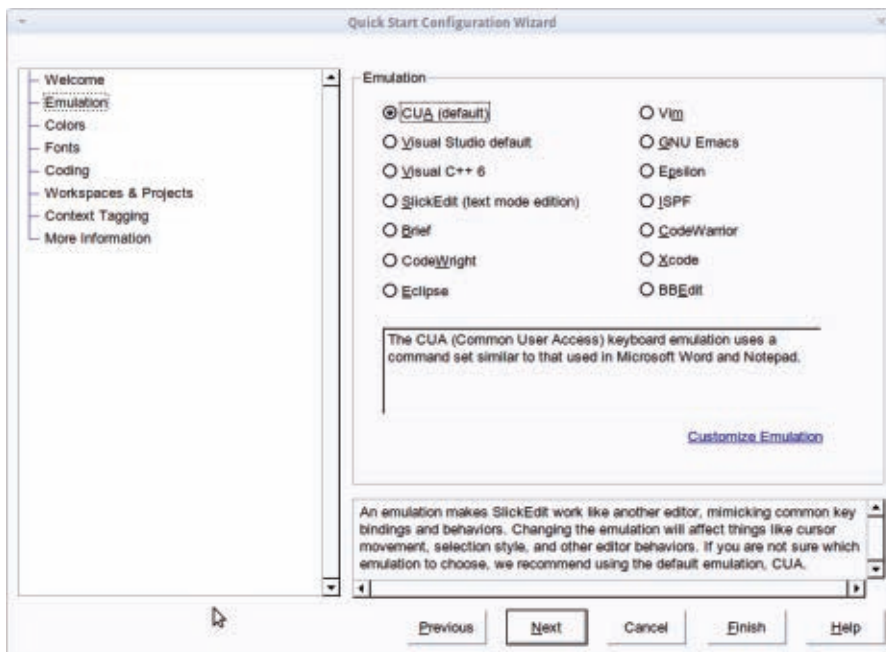 Quick Start Configuration Wizard
Welcome
Emulation
Colors
Fonts
Coding
Workspaces & Projects
Context Tagging
More Information
Emulation
CUA (default)
Visual Studio default
Visual C++ 6
SlickEdit (text mode edition)
Brief
CodeWright
Eclipse
Vim
GNU Emacs
Epsilon
ISPF
CodeWarrior
Xcode
BBEdit
The CUA (Common User Access) keyboard emulation uses a
command set similar to that used in Microsoft Word and Notepad.
Customize Emulation
An emulation makes SlickEdit work like another editor, mimicking common key
bindings and behaviors. Changing the emulation will affect things like cursor
movement, selection style, and other editor behaviors. If you are not sure which
emulation to choose, we recommend using the default emulation, CUA.
Previous
Next
Cancel
Finish
Help